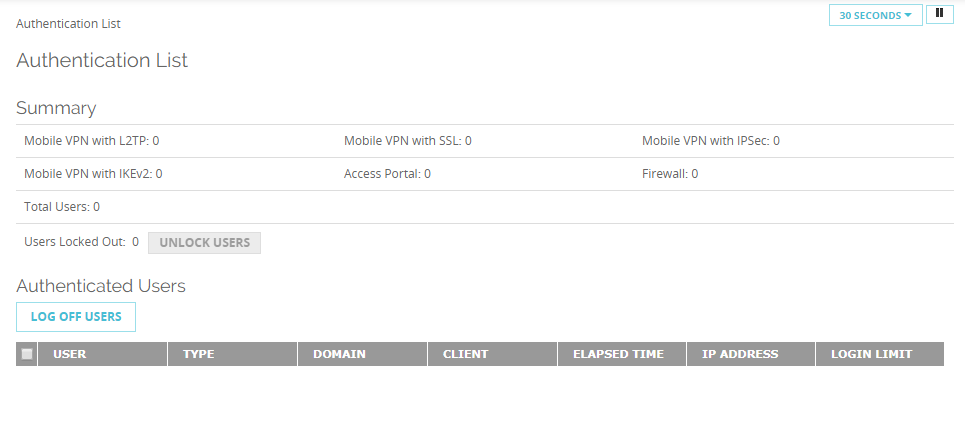 30 SECONDS
Authentication List
Authentication List
Summary
Mobile VPN with L2TP: 0 Mobile VPN with SSL: 0 Mobile VPN with IPSec: 0
Mobile VPN with IKEv2: 0 Access Portal: 0 Firewall: 0
Total Users: 0
Users Locked Out: 0 UNLOCK USERS
Authenticated Users
LOG OFF USERS
USER TYPE DOMAIN CLIENT ELAPSED TIME IP ADDRESS LOGIN LIMIT